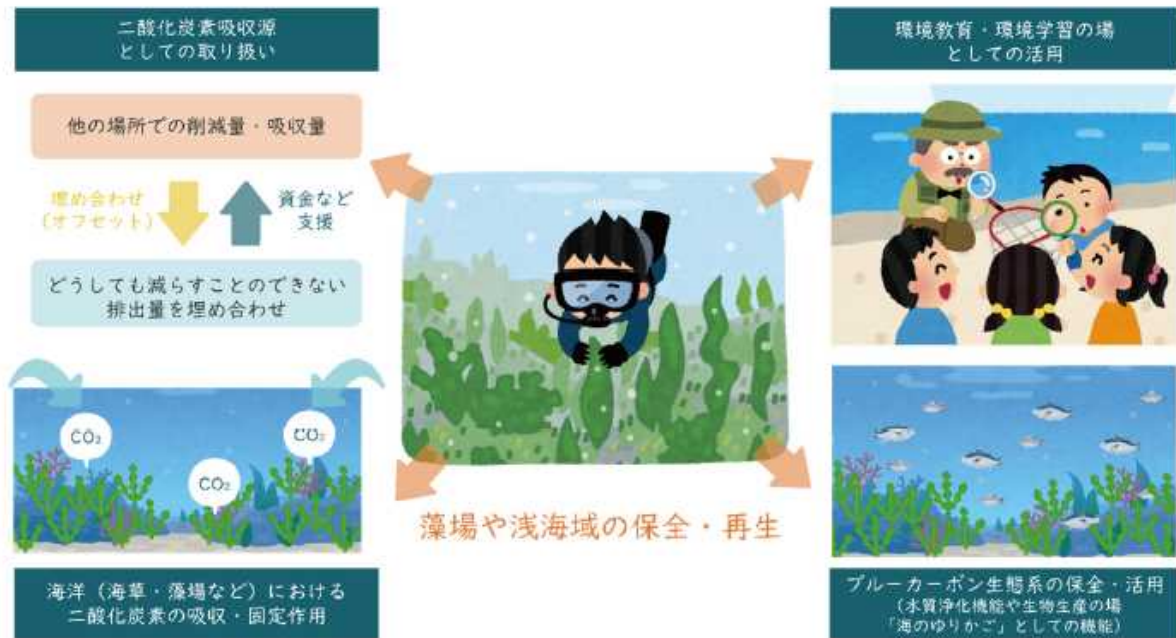 二酸化炭素吸収源
としての取り扱い
他の場所での削減量・吸収量
埋め合わせ
(オフセット)
資金など
支援
どうしても減らすことのできない
排出量を埋め合わせ
CO₂
CO₂
CO₂
海洋(海草・藻場など)における
二酸化炭素の吸収・固定作用
藻場や浅海域の保全・再生
環境教育・環境学習の場
としての活用
ブルーカーボン生態系の保全・活用
(水質浄化機能や生物生産の場
「海のゆりかご」としての機能)